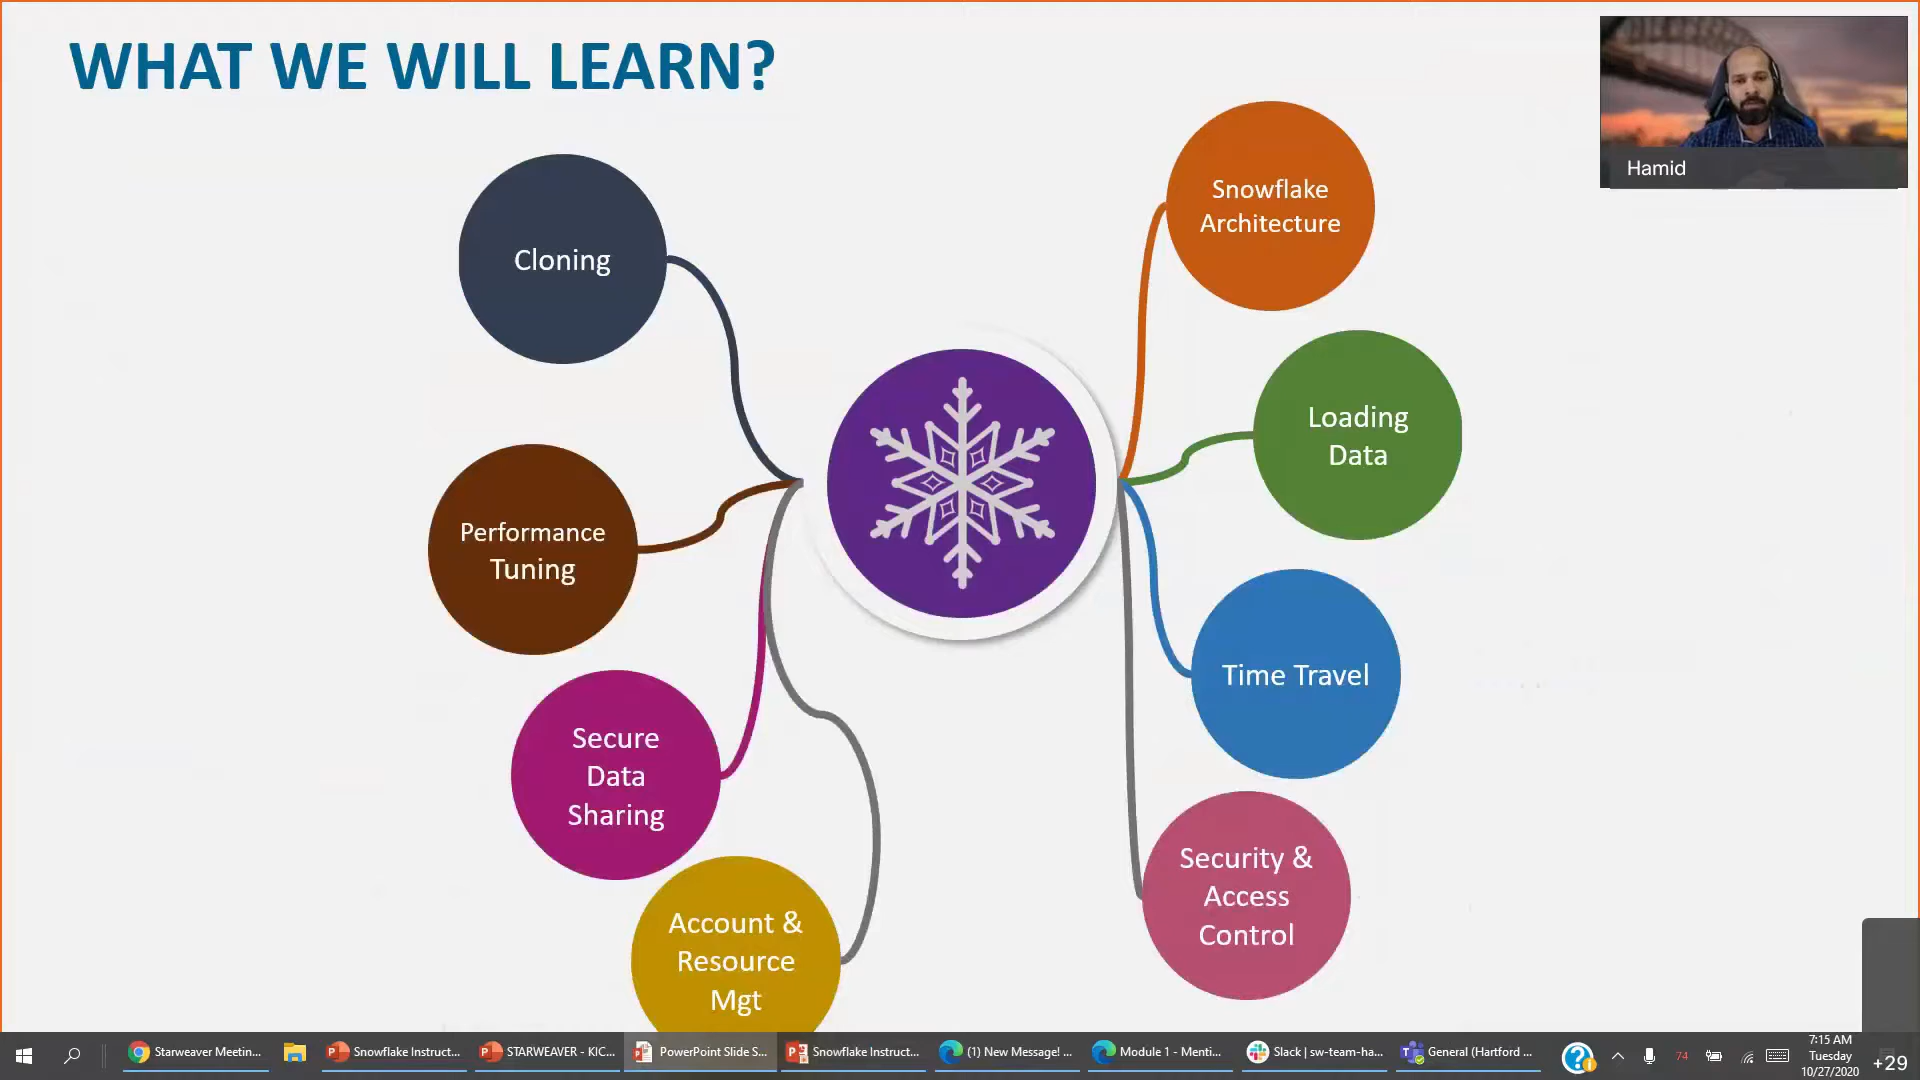 WHAT WE WILL LEARN?
Hamid
Cloning
Snowflake
Architecture
Performance
Tuning
Loading
Data
Secure
Data
Sharing
Time Travel
Account &
Resource
Mgt
Security &
Access
Control
Starweaver Meetin...
Snowflake Instruct...
STARWEAVER - KIC...
PowerPoint Slide S...
Snowflake Instruct...
(1) New Message! ...
Module 1 - Menti...
Slack | sw-team-ha...
General (Hartford ...
74
7:15 AM
Tuesday
10/27/2020
+29